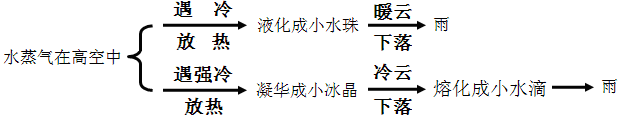 遇 冷
暖云
液化成小水珠
雨
放 热
下落
水蒸气在高空中
遇强冷
冷云
凝华成小冰晶
熔化成小水滴
雨
放热
下落